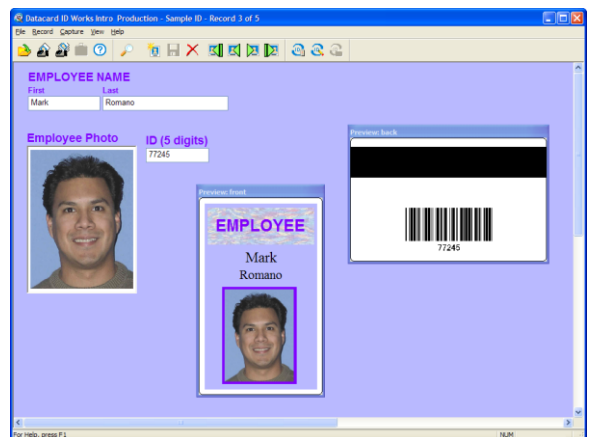 Datacard ID Works Intro Production - Sample ID - Record 3 of 5
File Record Capture View Help
EMPLOYEE NAME
First Last
Mark Romano
Employee Photo
ID (5 digits)
77245
Preview: back
77245
Preview: front
EMPLOYEE
Mark
Romano
For Help, press F1
NUM